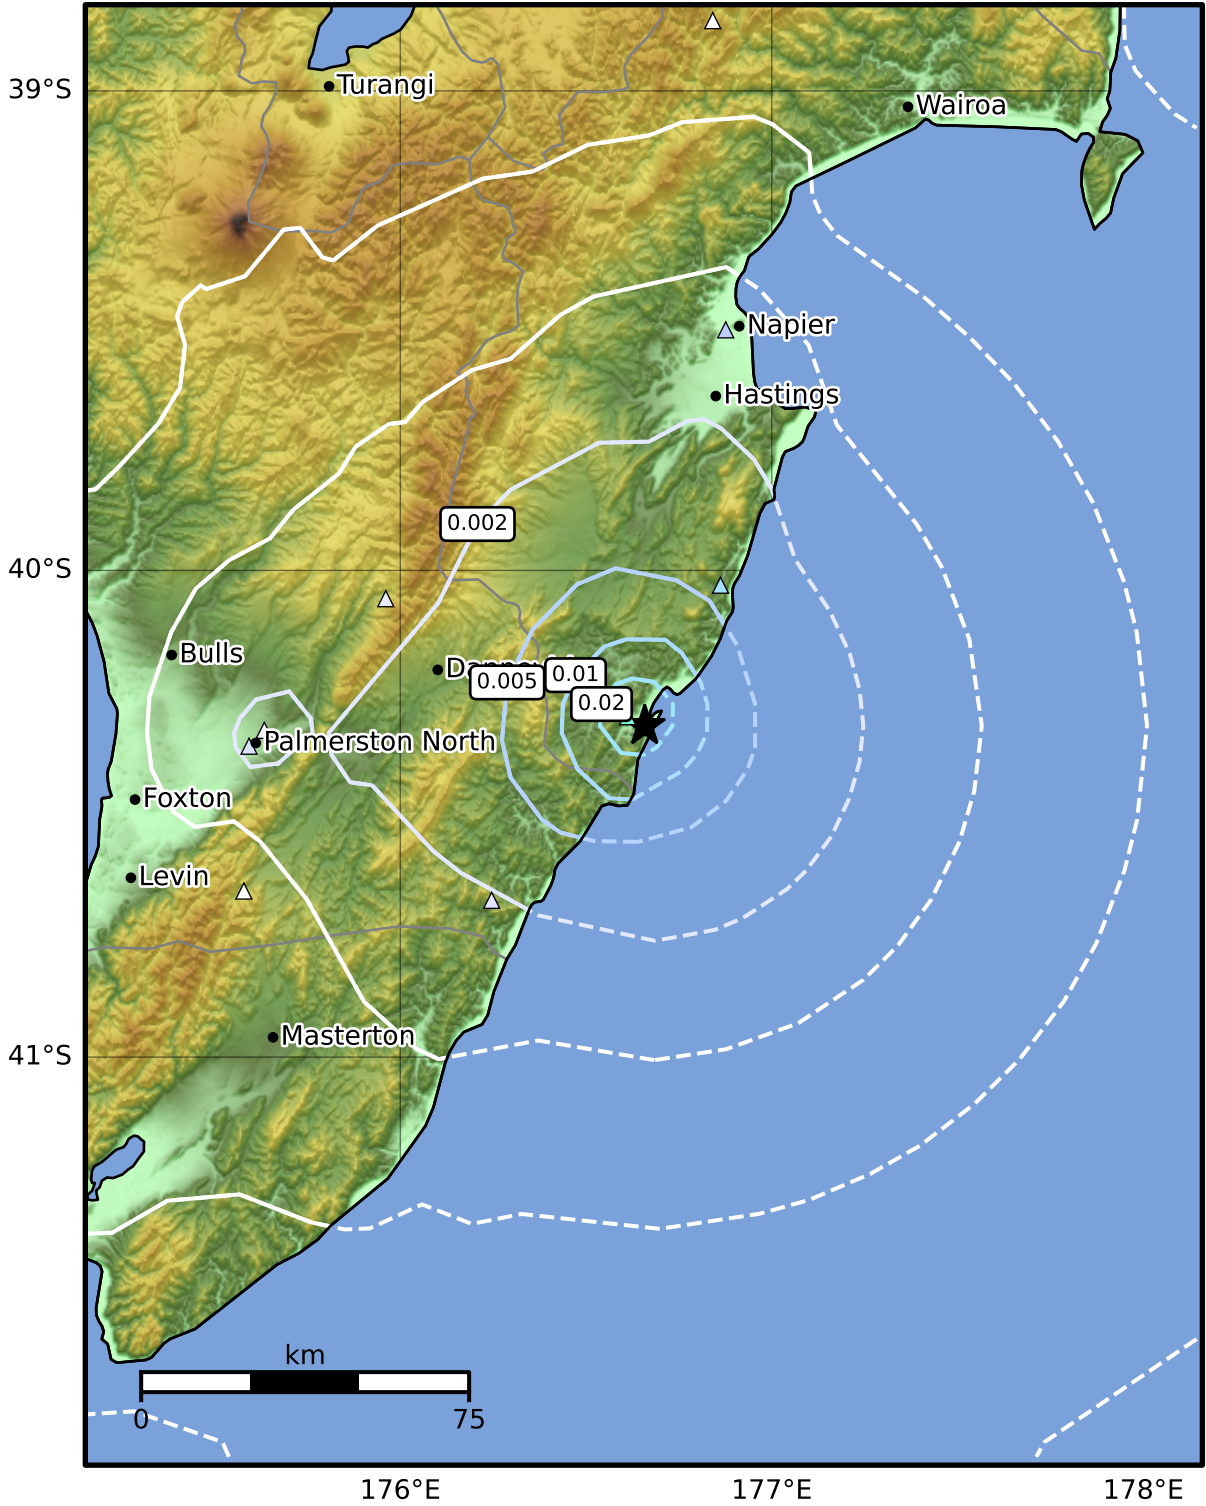 39°S
Turangi
Wairoa
Napier
Hastings
0.002
40°S
Bulls
0.005
0.01
0.02
Palmerston North
Foxton
Levin
Masterton
41°S
km
0
75
176°E
177°E
178°E